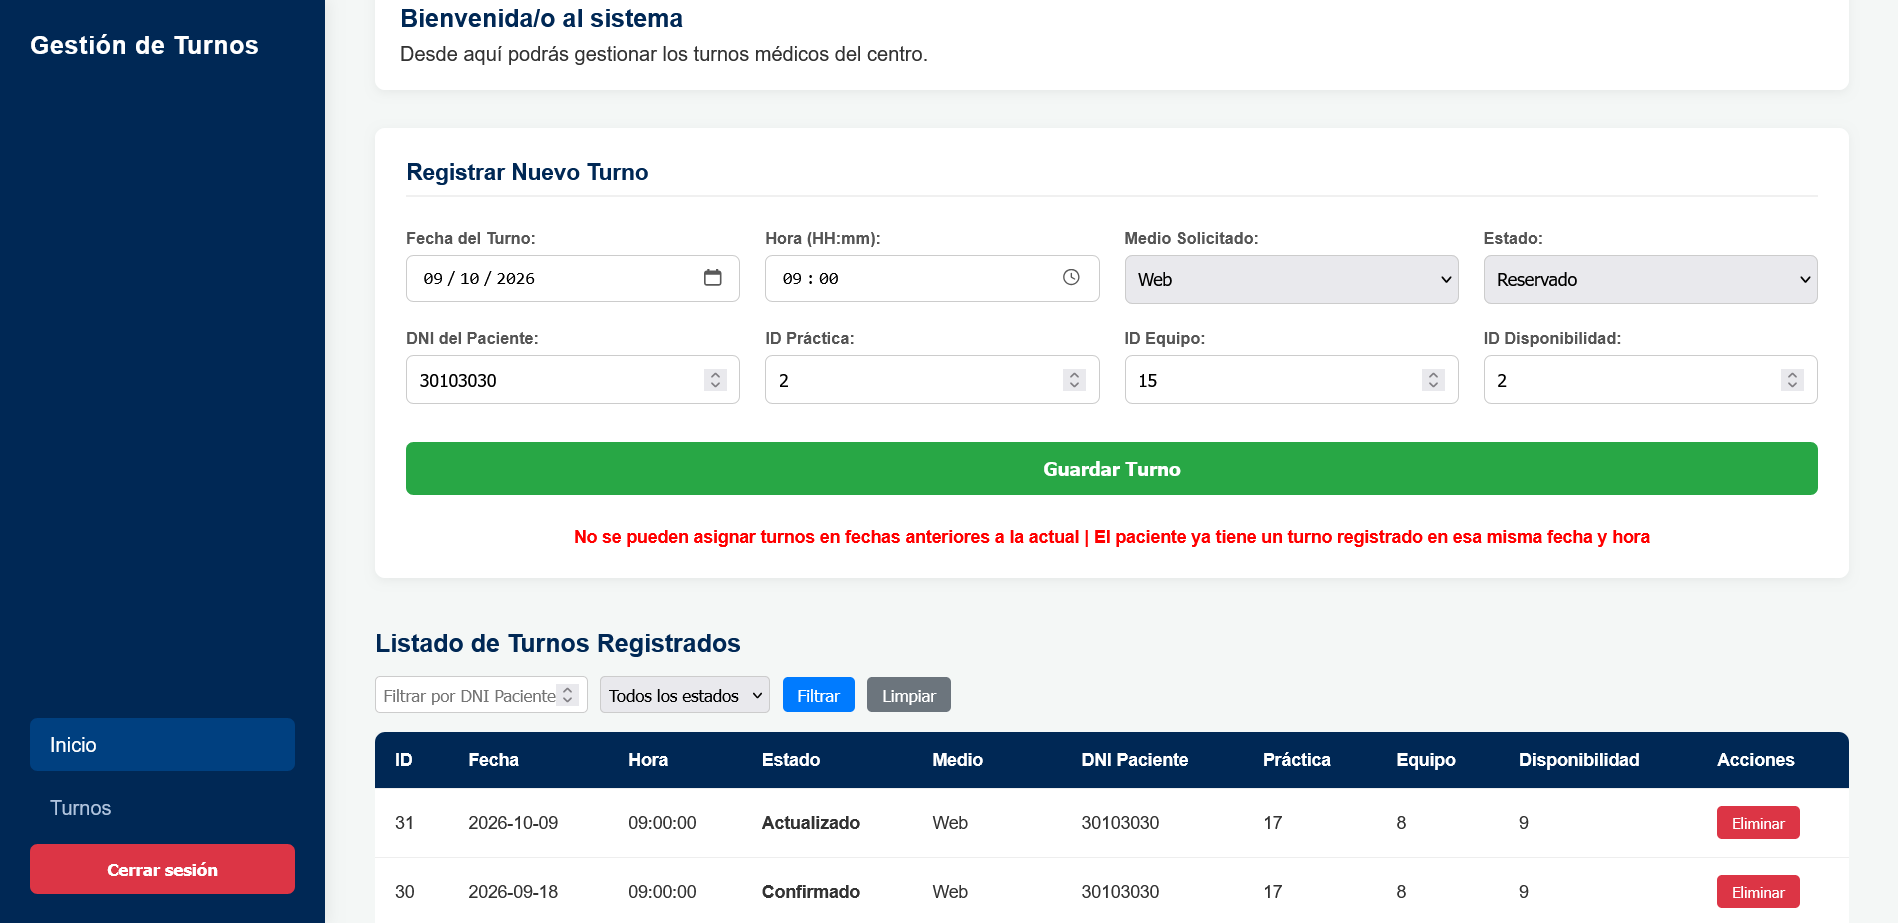 Gestión de Turnos
Inicio
Turnos
Cerrar sesión
Bienvenida/o al sistema
Desde aquí podrás gestionar los turnos médicos del centro.
Registrar Nuevo Turno
Fecha del Turno: Hora (HH:mm): Medio Solicitado: Estado:
09 / 10 / 2026 09 : 00 Web Reservado
DNI del Paciente: ID Práctica: ID Equipo: ID Disponibilidad:
30103030 2 15 2
Guardar Turno
No se pueden asignar turnos en fechas anteriores a la actual | El paciente ya tiene un turno registrado en esa misma fecha y hora
Listado de Turnos Registrados
Filtrar por DNI Paciente Todos los estados Filtrar Limpiar
ID Fecha Hora Estado Medio DNI Paciente Práctica Equipo Disponibilidad Acciones
31 2026-10-09 09:00:00 Actualizado Web 30103030 17 8 9 Eliminar
30 2026-09-18 09:00:00 Confirmado Web 30103030 17 8 9 Eliminar